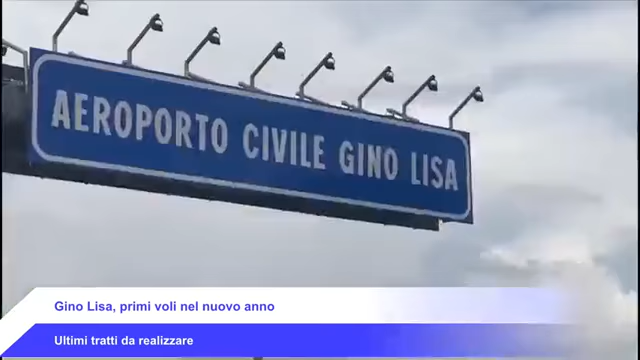 AEROPORTO CIVILE GINO LISA
Gino Lisa, primi voli nel nuovo anno
Ultimi tratti da realizzare